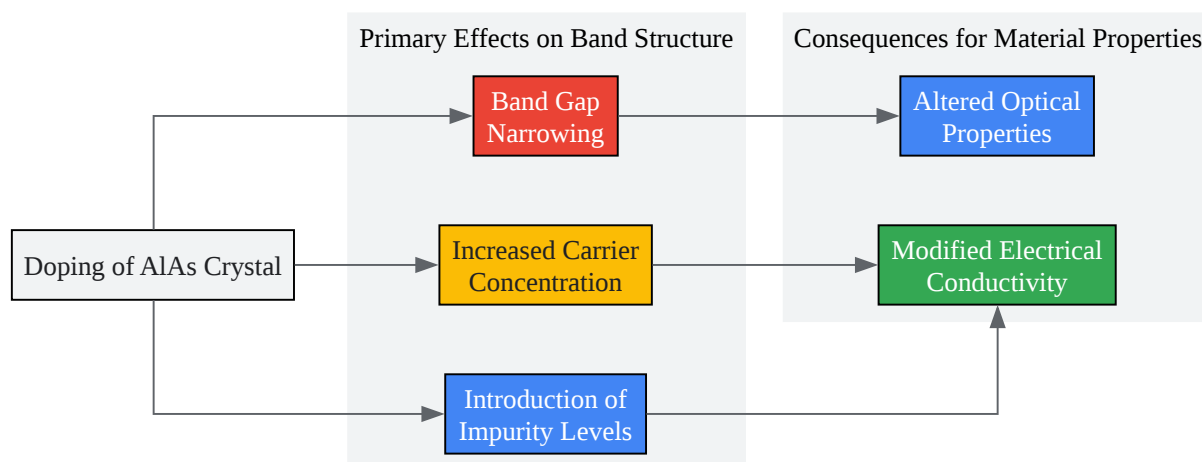 Primary Effects on Band Structure
Consequences for Material Properties
Band Gap
Narrowing
Altered Optical
Properties
Doping of AlAs Crystal
Increased Carrier
Concentration
Modified Electrical
Conductivity
Introduction of
Impurity Levels